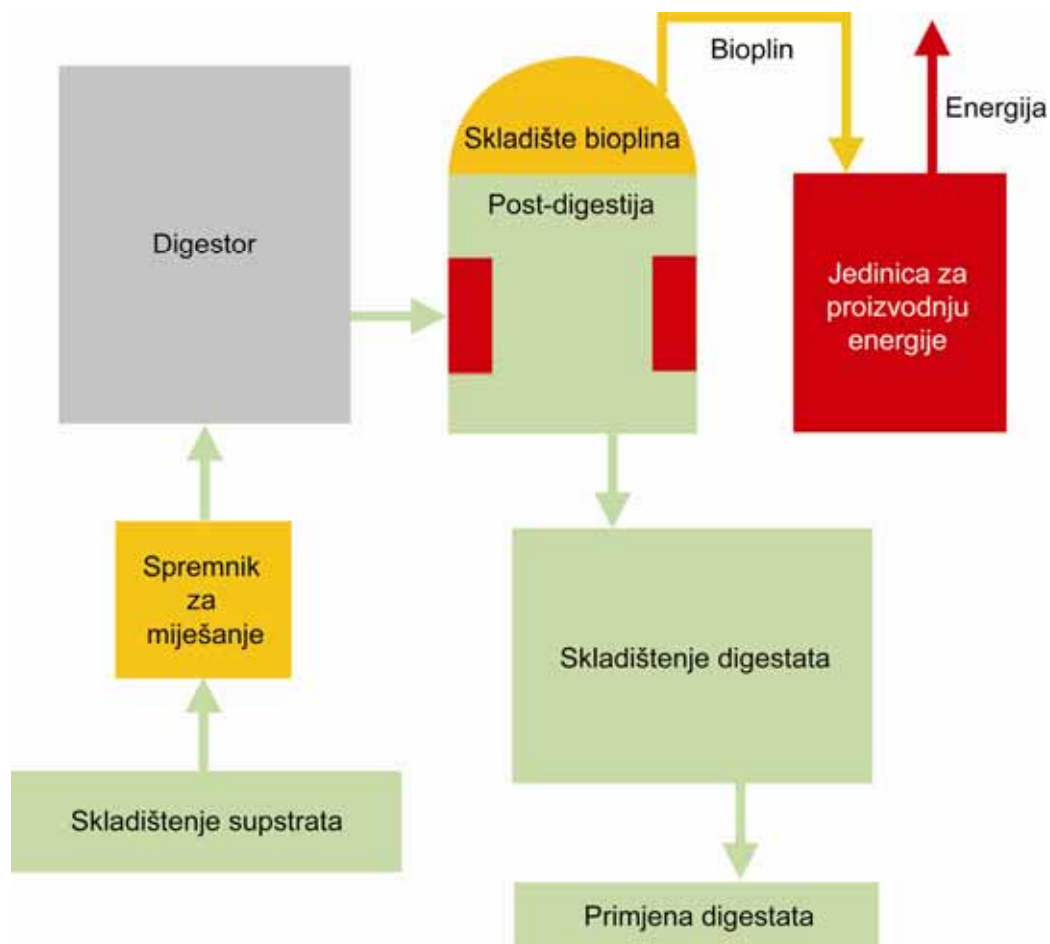 Bioplin
Energija
Skladište bioplina
Post-digestija
Digestor
Jedinica za
proizvodnju
energije
Spremnik
za
miješanje
Skladištenje digestata
Skladištenje supstrata
Primjena digestata